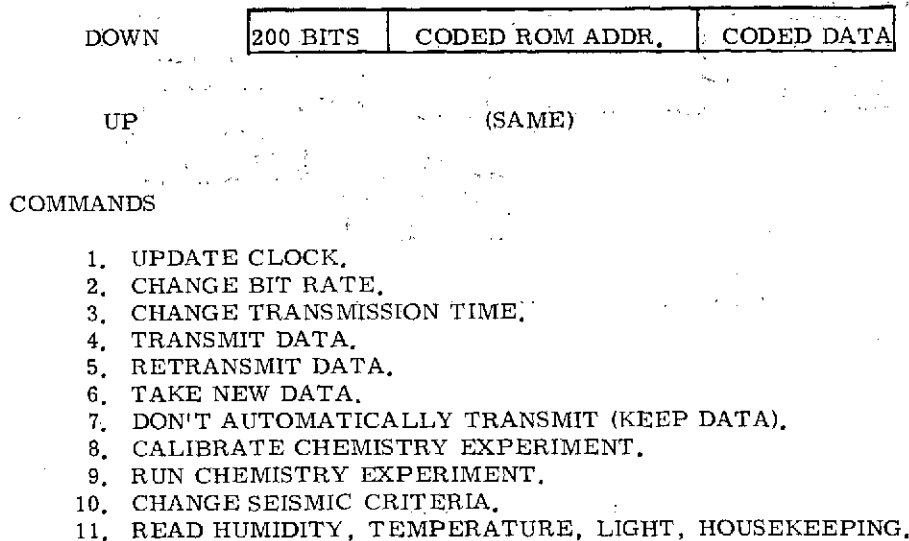 DOWN 200 BITS CODED ROM ADDR. CODED DATA
UP (SAME)
COMMANDS
1. UPDATE CLOCK.
2. CHANGE BIT RATE.
3. CHANGE TRANSMISSION TIME.
4. TRANSMIT DATA.
5. RETRANSMIT DATA.
6. TAKE NEW DATA.
7. DON'T AUTOMATICALLY TRANSMIT (KEEP DATA).
8. CALIBRATE CHEMISTRY EXPERIMENT.
9. RUN CHEMISTRY EXPERIMENT.
10. CHANGE SEISMIC CRITERIA.
11. READ HUMIDITY, TEMPERATURE, LIGHT, HOUSEKEEPING.